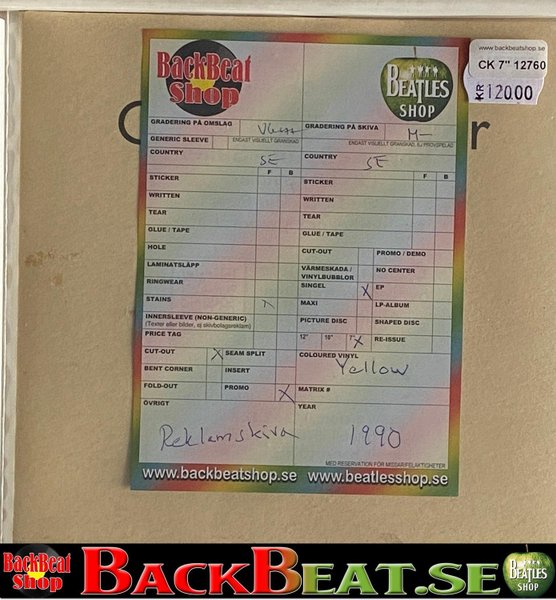 BackBeat
Shop
BEATLES
SHOP
www.backbeatshop.se
CK 7" 12760
KR 120.00
C r
GRADERING PÅ OMSLAG
GRADERING PÅ SKIVA M-
GENERIC SLEEVE ENDAST VISUELLT GRANSKAD
ENDAST VISUELLT GRANSKAD, EJ PROVSPELAD
COUNTRY SE
COUNTRY SE
F B
F B
STICKER
STICKER
WRITTEN
WRITTEN
TEAR
TEAR
GLUE / TAPE
GLUE / TAPE
HOLE
CUT-OUT
PROMO / DEMO
LAMINATSLÄPP
VÄRMESKADA /
VINYLBUBBLOR
NO CENTER
RINGWEAR
SINGEL X
EP
STAINS
MAXI
LP-ALBUM
INNERSLEEVE (NON-GENERIC)
(Texter eller bilder, ej skivbolagsreklam)
PICTURE DISC
SHAPED DISC
PRICE TAG
12" 10" 7" X
RE-ISSUE
CUT-OUT X
SEAM SPLIT
COLOURED VINYL
Yellow
BENT CORNER
INSERT
FOLD-OUT
PROMO X
MATRIX #
ÖVRIGT
YEAR
Reklamskiva
1990
MED RESERVATION FÖR MEDARIFELAKTIGHETER
www.backbeatshop.se www.beatlesshop.se
BackBeat
Shop
BACKBEAT.SE
BEATLES
SHOP